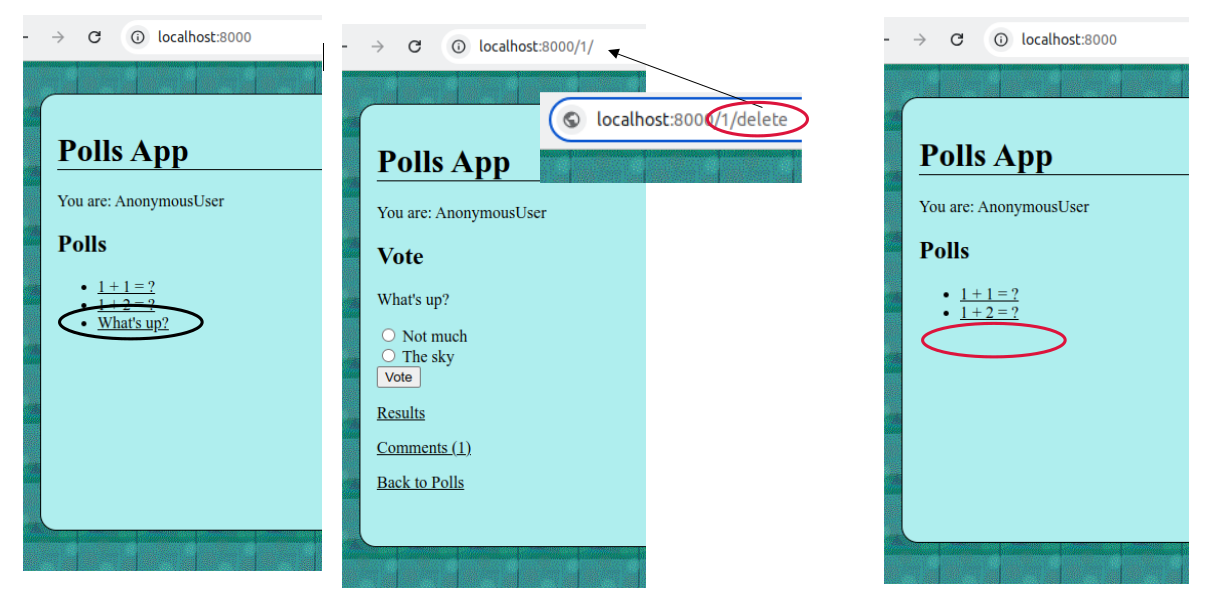 localhost:8000
Polls App
You are: AnonymousUser
Polls
1 + 1 = ?
1 + 2 = ?
What's up?
localhost:8000/1/
localhost:8000/1/delete
Polls App
You are: AnonymousUser
Vote
What's up?
Not much
The sky
Vote
Results
Comments (1)
Back to Polls
localhost:8000
Polls App
You are: AnonymousUser
Polls
1 + 1 = ?
1 + 2 = ?